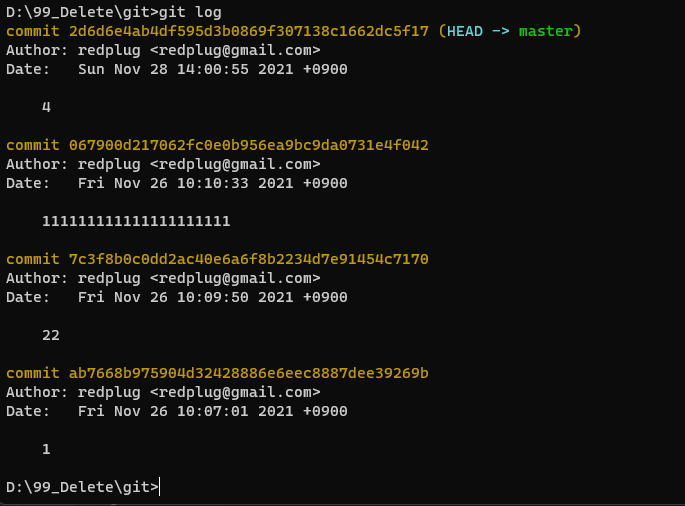 D:\99_Delete\git>git log
commit 2d6d6e4ab4df595d3b0869f307138c1662dc5f17 (HEAD -> master)
Author: redplug <redplug@gmail.com>
Date:   Sun Nov 28 14:00:55 2021 +0900
4
commit 067900d217062fc0e0b956ea9bc9da0731e4f042
Author: redplug <redplug@gmail.com>
Date:   Fri Nov 26 10:10:33 2021 +0900
111111111111111111111
commit 7c3f8b0c0dd2ac40e6a6f8b2234d7e91454c7170
Author: redplug <redplug@gmail.com>
Date:   Fri Nov 26 10:09:50 2021 +0900
22
commit ab7668b975904d32428886e6eec8887dee39269b
Author: redplug <redplug@gmail.com>
Date:   Fri Nov 26 10:07:01 2021 +0900
1
D:\99_Delete\git>